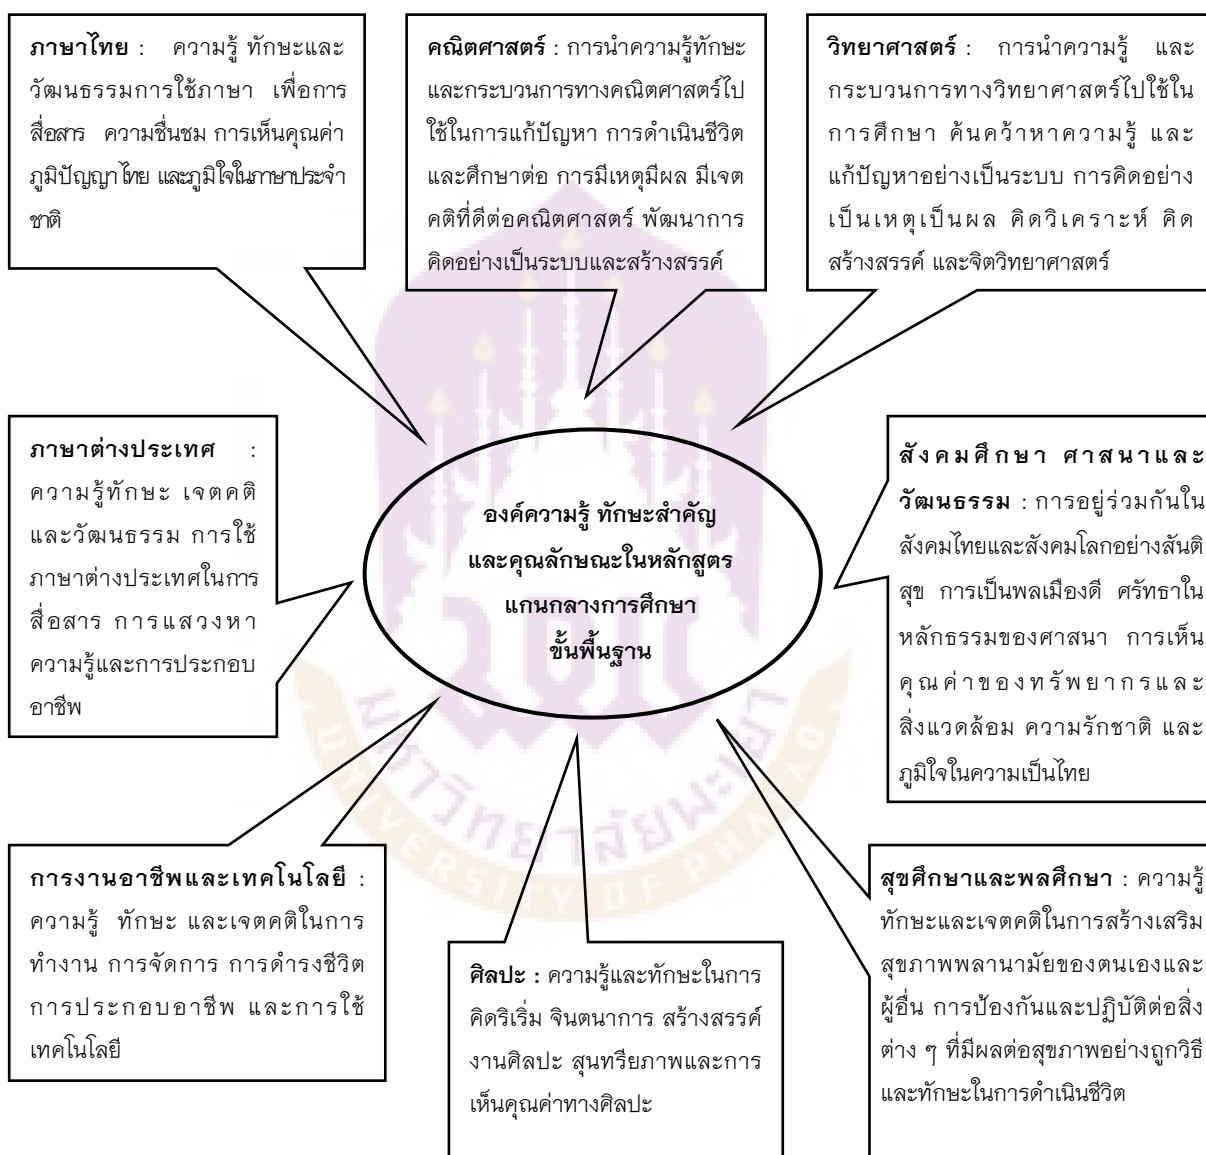 ภาษาไทย : ความรู้ ทักษะและ
วัฒนธรรมการใช้ภาษา เพื่อการ
สื่อสาร ความชื่นชม การเห็นคุณค่า
ภูมิปัญญาไทย และภูมิใจในภาษาประจำ
ชาติ
คณิตศาสตร์ : การนำความรู้ทักษะ
และกระบวนการทางคณิตศาสตร์ไป
ใช้ในการแก้ปัญหา การดำเนินชีวิต
และศึกษาต่อ การมีเหตุมีผล มีเจต
คติที่ดีต่อคณิตศาสตร์ พัฒนาการ
คิดอย่างเป็นระบบและสร้างสรรค์
วิทยาศาสตร์ : การนำความรู้ และ
กระบวนการทางวิทยาศาสตร์ไปใช้ใน
การศึกษา ค้นคว้าหาความรู้ และ
แก้ปัญหาอย่างเป็นระบบ การคิดอย่าง
เป็นเหตุเป็นผล คิดวิเคราะห์ คิด
สร้างสรรค์ และจิตวิทยาศาสตร์
ภาษาต่างประเทศ :
ความรู้ทักษะ เจตคติ
และวัฒนธรรม การใช้
ภาษาต่างประเทศในการ
สื่อสาร การแสวงหา
ความรู้และการประกอบ
อาชีพ
องค์ความรู้ ทักษะสำคัญ
และคุณลักษณะในหลักสูตร
แกนกลางการศึกษา
ขั้นพื้นฐาน
สังคมศึกษา ศาสนาและ
วัฒนธรรม : การอยู่ร่วมกันใน
สังคมไทยและสังคมโลกอย่างสันติ
สุข การเป็นพลเมืองดี ศรัทธาใน
หลักธรรมของศาสนา การเห็น
คุณค่าของทรัพยากรและ
สิ่งแวดล้อม ความรักชาติ และ
ภูมิใจในความเป็นไทย
การงานอาชีพและเทคโนโลยี :
ความรู้ ทักษะ และเจตคติในการ
ทำงาน การจัดการ การดำรงชีวิต
การประกอบอาชีพ และการใช้
เทคโนโลยี
ศิลปะ : ความรู้และทักษะในการ
คิดริเริ่ม จินตนาการ สร้างสรรค์
งานศิลปะ สุนทรียภาพและการ
เห็นคุณค่าทางศิลปะ
สุขศึกษาและพลศึกษา : ความรู้
ทักษะและเจตคติในการสร้างเสริม
สุขภาพพลานามัยของตนเองและ
ผู้อื่น การป้องกันและปฏิบัติต่อสิ่ง
ต่าง ๆ ที่มีผลต่อสุขภาพอย่างถูกวิธี
และทักษะในการดำเนินชีวิต
มหาวิทยาลัยพะเยา
UNIVERSITY OF PHAYAO